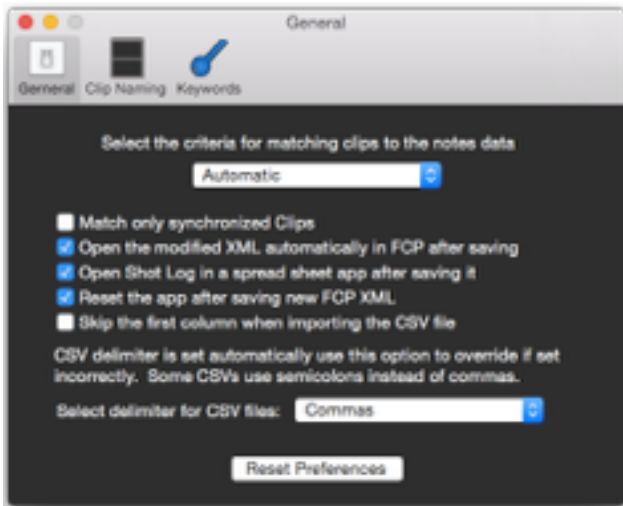 General
Gerneral Clip Naming Keywords
Select the criteria for matching clips to the notes data
Automatic
Match only synchronized Clips
Open the modified XML automatically in FCP after saving
Open Shot Log in a spread sheet app after saving it
Reset the app after saving new FCP XML
Skip the first column when importing the CSV file
CSV delimiter is set automatically use this option to override if set
incorrectly. Some CSVs use semicolons instead of commas.
Select delimiter for CSV files: Commas
Reset Preferences